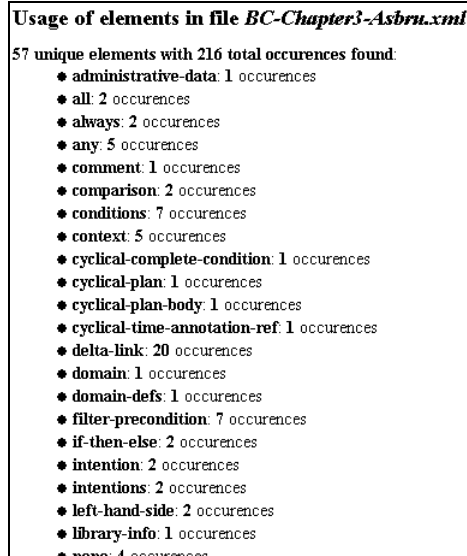 Usage of elements in file BC-Chapter3-Asbru.xml
57 unique elements with 216 total occurences found:
administrative-data: 1 occurences
all: 2 occurences
always: 2 occurences
any: 5 occurences
comment: 1 occurences
comparison: 2 occurences
conditions: 7 occurences
context: 5 occurences
cyclical-complete-condition: 1 occurences
cyclical-plan: 1 occurences
cyclical-plan-body: 1 occurences
cyclical-time-annotation-ref: 1 occurences
delta-link: 20 occurences
domain: 1 occurences
domain-defs: 1 occurences
filter-precondition: 7 occurences
if-then-else: 2 occurences
intention: 2 occurences
intentions: 2 occurences
left-hand-side: 2 occurences
library-info: 1 occurences
none: 4 occurences